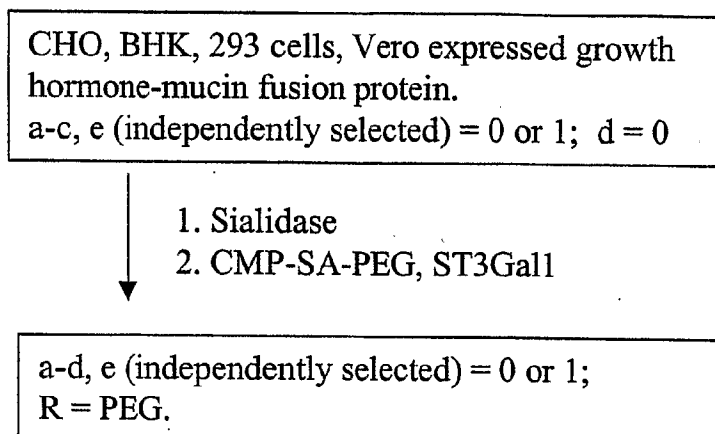 CHO, BHK, 293 cells, Vero expressed growth
hormone-mucin fusion protein.
a-c, e (independently selected) = 0 or 1; d = 0
1. Sialidase
2. CMP-SA-PEG, ST3Gal1
a-d, e (independently selected) = 0 or 1;
R = PEG.